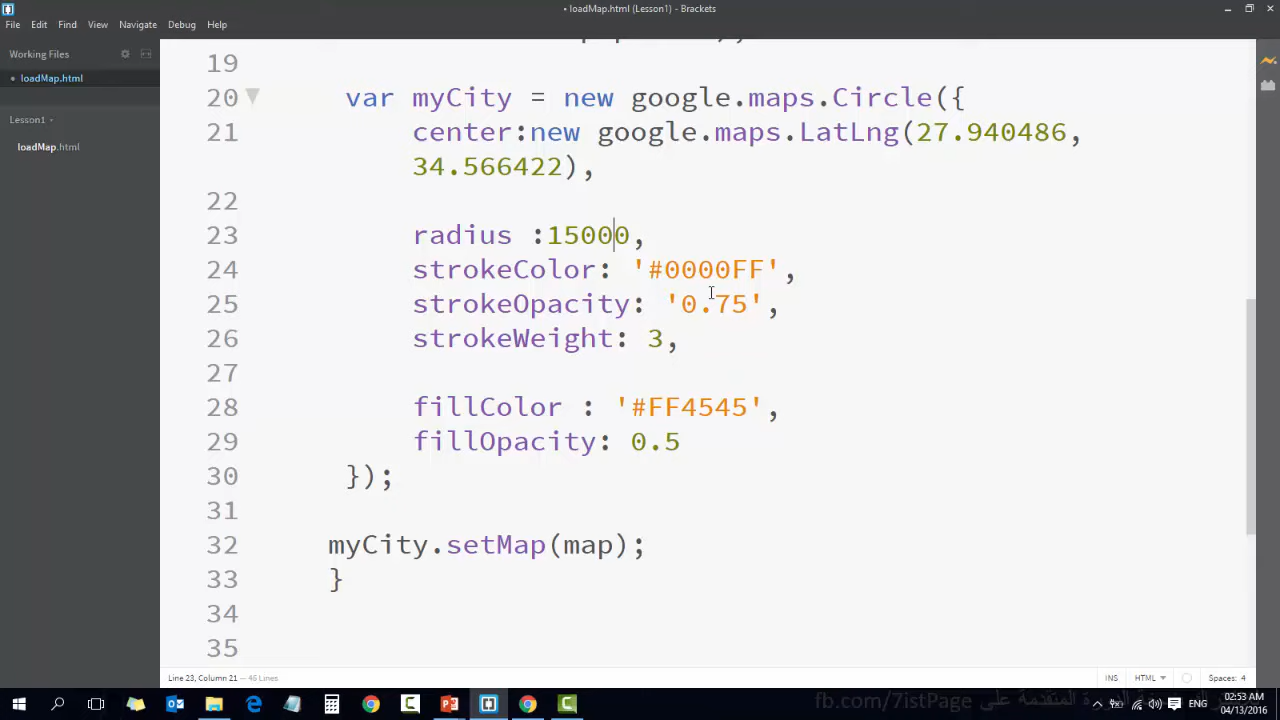 • loadMap.html (Lesson1) - Brackets
File Edit Find View Navigate Debug Help
Working Files
• loadMap.html
Lesson1
loadMap.html
19
20 var myCity = new google.maps.Circle({
21 center:new google.maps.LatLng(27.940486,
34.566422),
22
23 radius :15000,
24 strokeColor: '#0000FF',
25 strokeOpacity: '0.75',
26 strokeWeight: 3,
27
28 fillColor : '#FF4545',
29 fillOpacity: 0.5
30 });
31
32 myCity.setMap(map);
33 }
34
35
Line 23, Column 21 — 46 Lines
INS HTML Spaces: 4
fb.com/7istPage
ENG
02:53 AM
04/13/2016